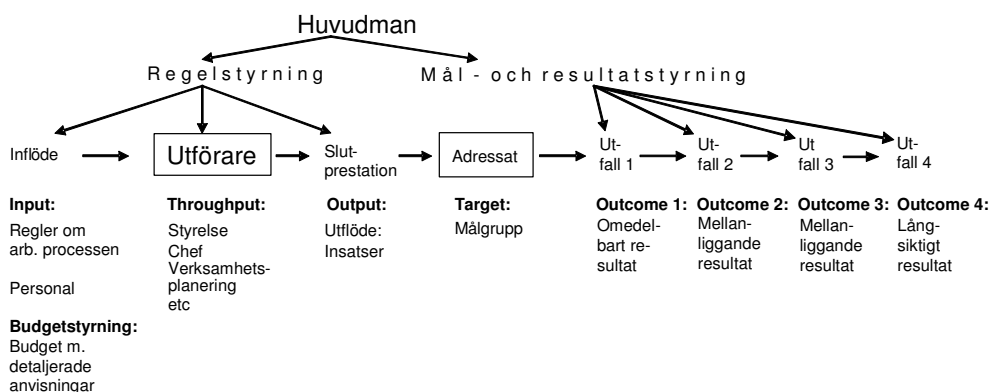 Huvudman
Regelstyrning
Mål - och resultatstyrning
Inflöde
Utförare
Slut-
prestation
Adressat
Ut-
fall 1
Ut-
fall 2
Ut
fall 3
Ut-
fall 4
Input:
Regler om
arb. processen
Personal
Budgetstyrning:
Budget m.
detaljerade
anvisningar
Throughput:
Styrelse
Chef
Verksamhets-
planering
etc
Output:
Utflöde:
Insatser
Target:
Målgrupp
Outcome 1:
Omedel-
bart re-
sultat
Outcome 2:
Mellan-
liggande
resultat
Outcome 3:
Mellan-
liggande
resultat
Outcome 4:
Lång-
siktigt
resultat